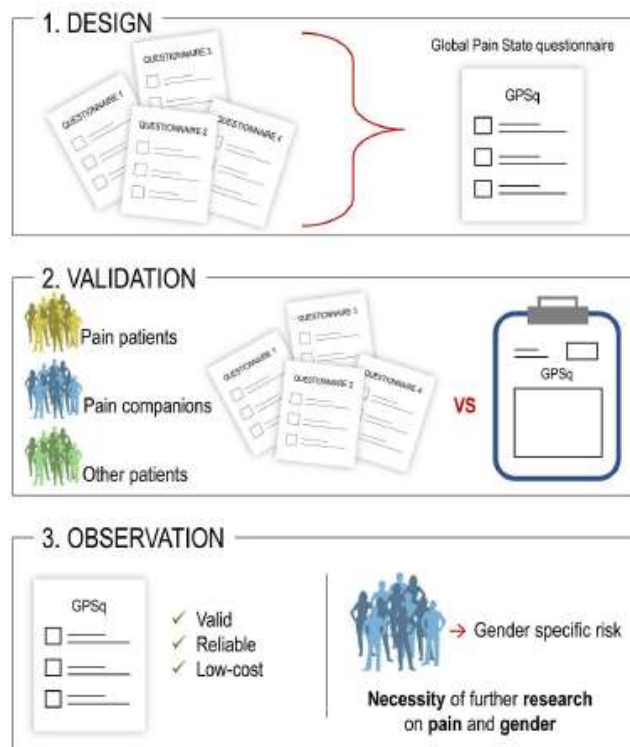 1. DESIGN
QUESTIONNAIRE 3
QUESTIONNAIRE 1
QUESTIONNAIRE 2
QUESTIONNAIRE 4
Global Pain State questionnaire
GPSq
2. VALIDATION
Pain patients
Pain companions
Other patients
QUESTIONNAIRE 3
QUESTIONNAIRE 1
QUESTIONNAIRE 2
QUESTIONNAIRE 4
VS
GPSq
3. OBSERVATION
GPSq
✓ Valid
✓ Reliable
✓ Low-cost
→ Gender specific risk
Necessity of further research
on pain and gender